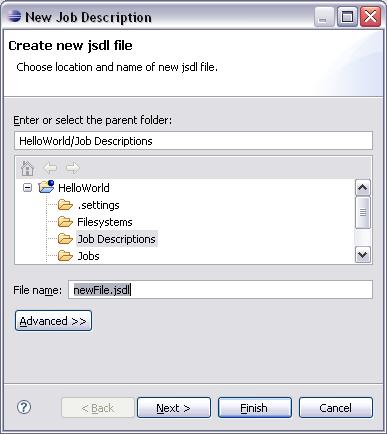 New Job Description
Create new jsdl file
Choose location and name of new jsdl file.
Enter or select the parent folder:
HelloWorld/Job Descriptions
HelloWorld
.settings
Filesystems
Job Descriptions
Jobs
File name: newFile.jsdl
Advanced >>
? < Back Next > Finish Cancel